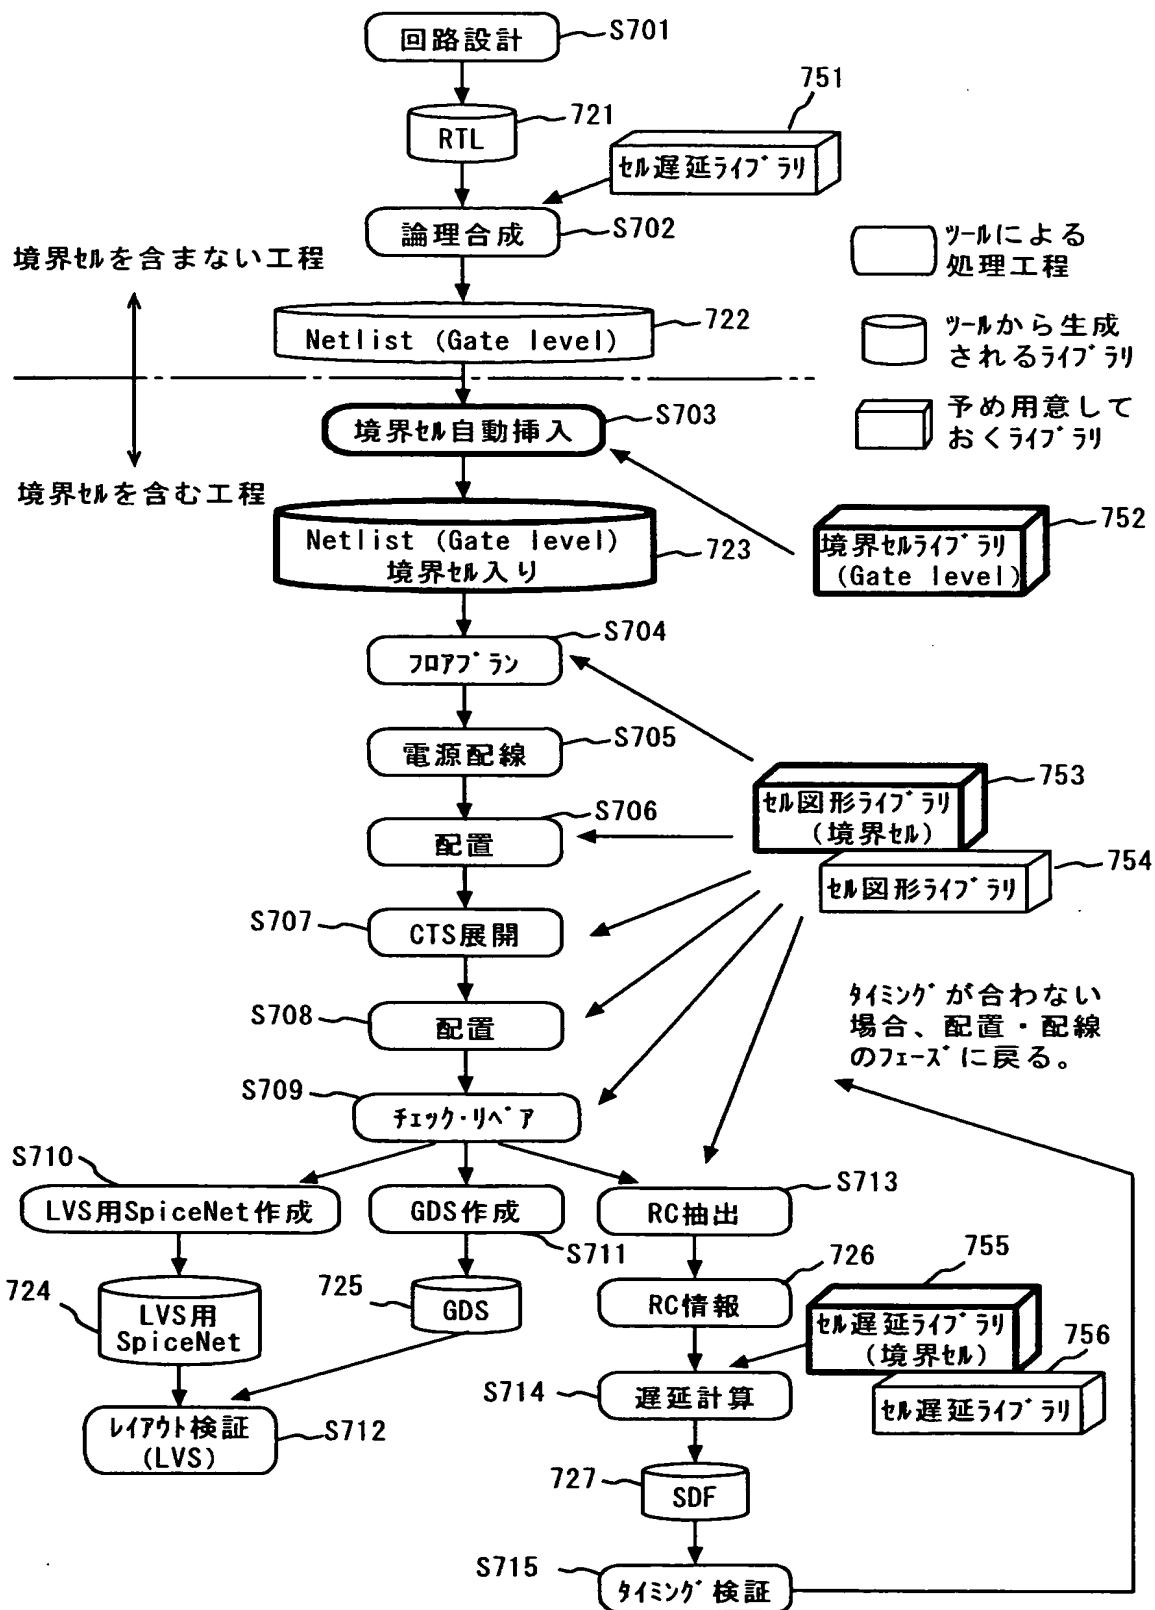 回路設計
S701
RTL
721
751
セル遅延ライブラリ
論理合成
S702
境界セルを含まない工程
ツールによる
処理工程
Netlist (Gate level)
722
ツールから生成
されるライブラリ
境界セル自動挿入
S703
予め用意して
おくライブラリ
境界セルを含む工程
Netlist (Gate level)
境界セル入り
723
752
境界セルライブラリ
(Gate level)
S704
フロアプラン
電源配線
S705
753
セル図形ライブラリ
(境界セル)
S706
配置
754
セル図形ライブラリ
S707
CTS展開
S708
配置
タイミングが合わない
場合、配置・配線
のフェーズに戻る。
S709
チェック・リペア
S710
LVS用SpiceNet作成
GDS作成
S711
RC抽出
S713
724
LVS用
SpiceNet
725
GDS
RC情報
726
755
セル遅延ライブラリ
(境界セル)
756
セル遅延ライブラリ
S714
遅延計算
レイアウト検証
(LVS)
S712
727
SDF
S715
タイミング検証